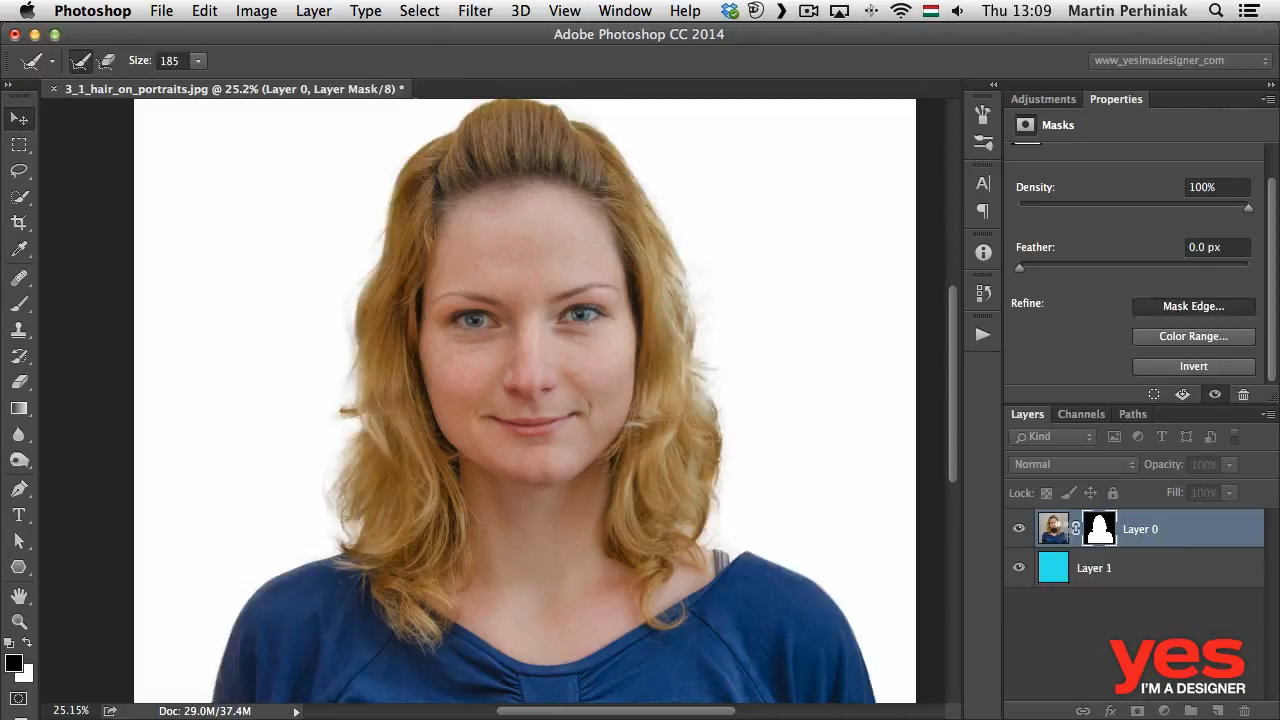 Photoshop File Edit Image Layer Type Select Filter 3D View Window Help Thu 13:09 Martin Perhiniak
Adobe Photoshop CC 2014
Size: 185 www_yesimadesigner_com
3_1_hair_on_portraits.jpg @ 25.2% (Layer 0, Layer Mask/8) *
Adjustments Properties
Masks
Density: 100%
Feather: 0.0 px
Refine: Mask Edge...
Color Range...
Invert
Layers Channels Paths
Kind
Normal Opacity: 100%
Lock: Fill: 100%
Layer 0
Layer 1
yes
I'M A DESIGNER
25.15% Doc: 29.0M/37.4M